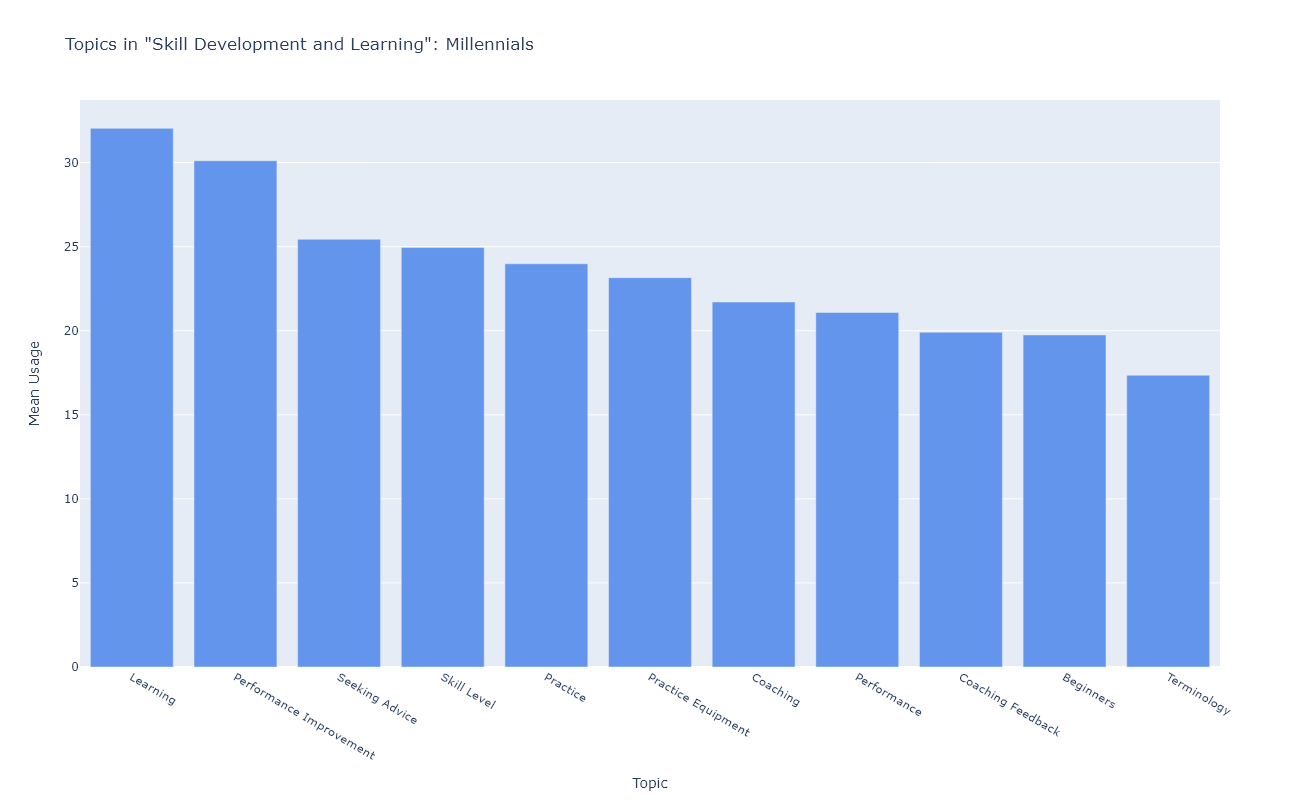 Topics in "Skill Development and Learning": Millennials
30
25
20
15
10
5
0
Mean Usage
Learning
Performance Improvement
Seeking Advice
Skill Level
Practice
Practice Equipment
Coaching
Performance
Coaching Feedback
Beginners
Terminology
Topic